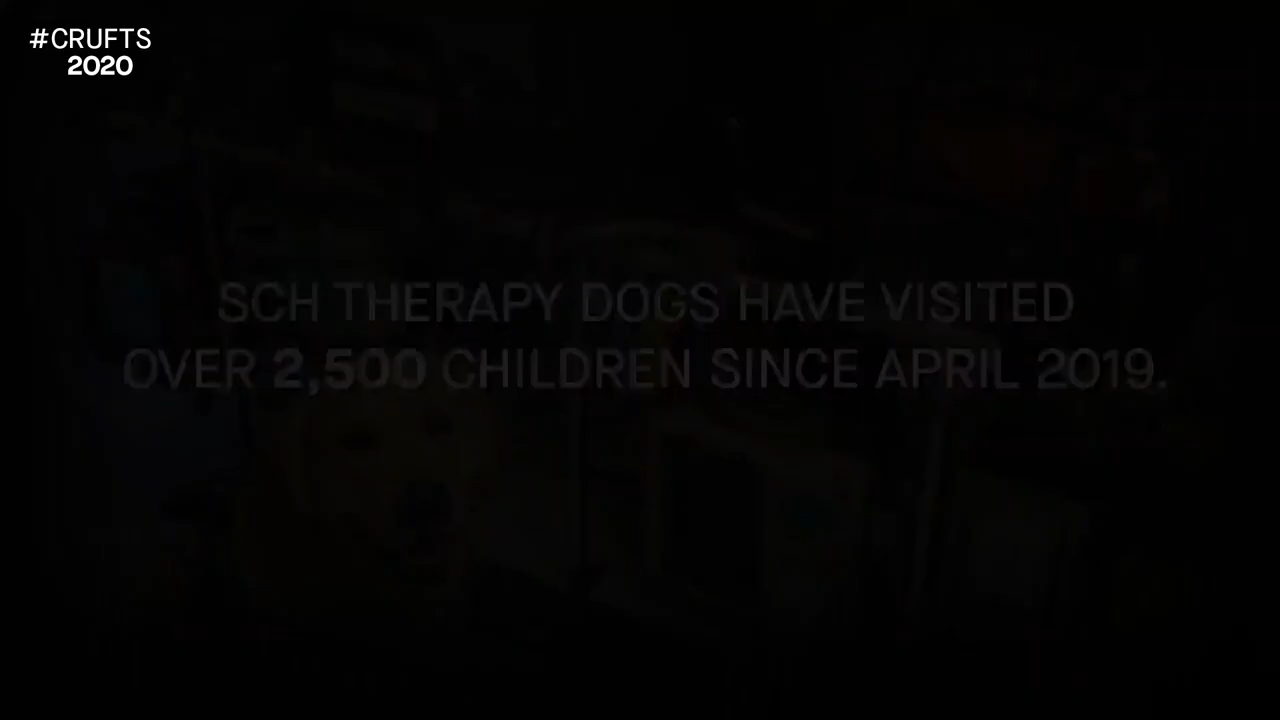 #CRUFTS
2020
SCH THERAPY DOGS HAVE VISITED
OVER 2,500 CHILDREN SINCE APRIL 2019.